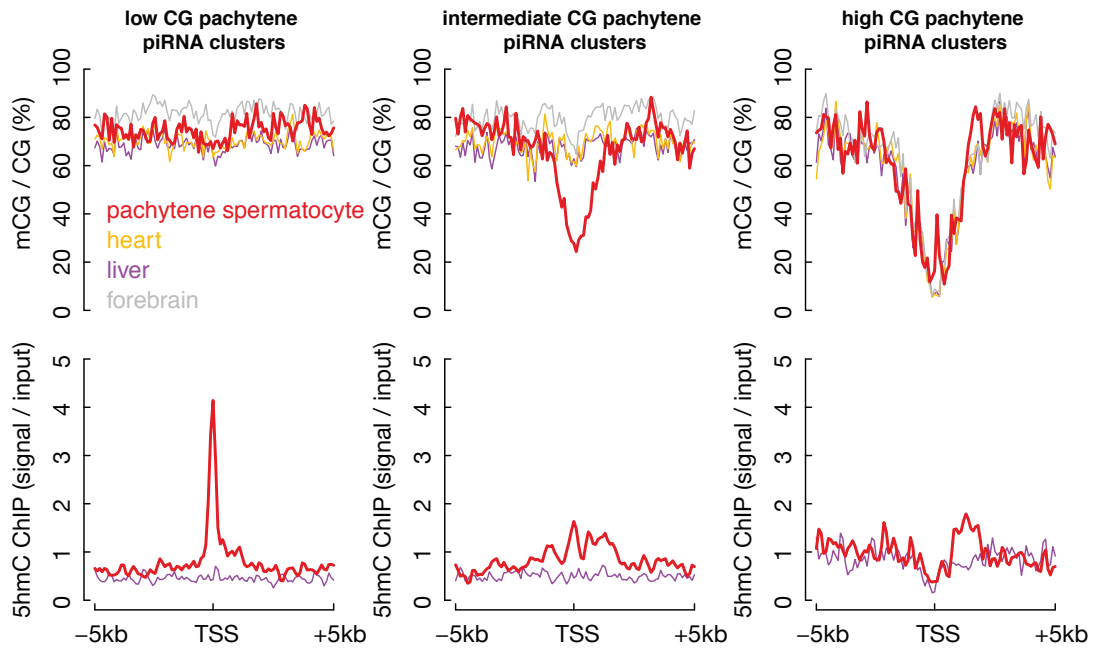 low CG pachytene
piRNA clusters
intermediate CG pachytene
piRNA clusters
high CG pachytene
piRNA clusters
mCG / CG (%)
100
80
60
40
20
0
pachytene spermatocyte
heart
liver
forebrain
mCG / CG (%)
100
80
60
40
20
0
mCG / CG (%)
100
80
60
40
20
0
5hmC ChIP (signal / input)
5
4
3
2
1
0
−5kb TSS +5kb
5hmC ChIP (signal / input)
5
4
3
2
1
0
−5kb TSS +5kb
5hmC ChIP (signal / input)
5
4
3
2
1
0
−5kb TSS +5kb